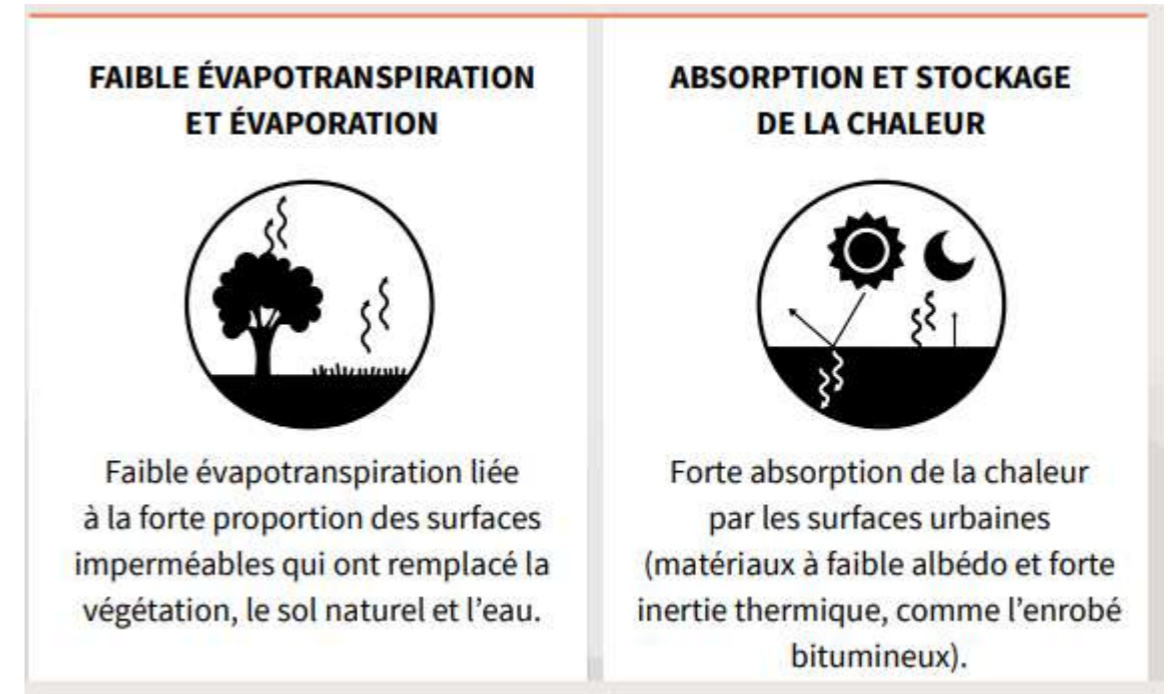 FAIBLE ÉVAPOTRANSPIRATION
ET ÉVAPORATION
Faible évapotranspiration liée
à la forte proportion des surfaces
imperméables qui ont remplacé la
végétation, le sol naturel et l’eau.
ABSORPTION ET STOCKAGE
DE LA CHALEUR
Forte absorption de la chaleur
par les surfaces urbaines
(matériaux à faible albédo et forte
inertie thermique, comme l’enrobé
bitumineux).